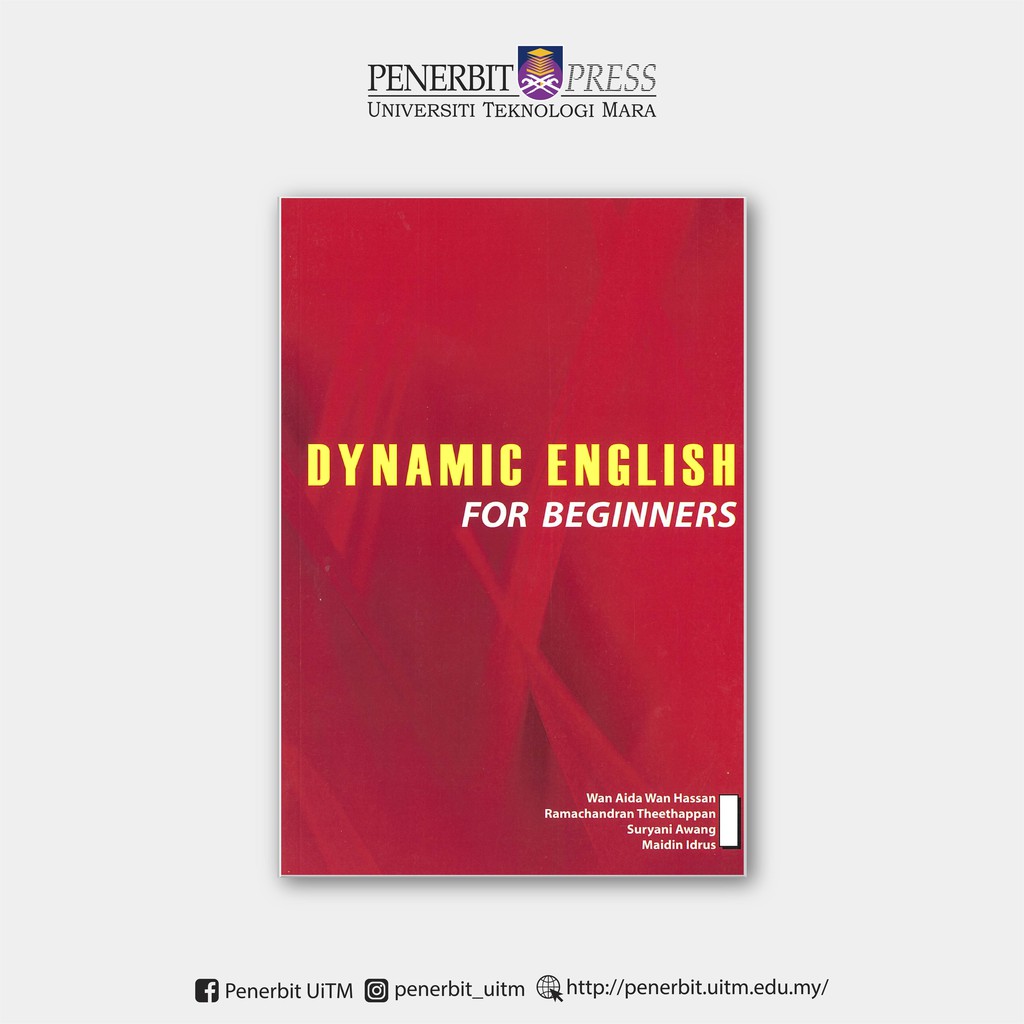 PENERBIT PRESS
UNIVERSITI TEKNOLOGI MARA
DYNAMIC ENGLISH
FOR BEGINNERS
Wan Aida Wan Hassan
Ramachandran Theethappan
Suryani Awang
Maidin Idrus
Penerbit UiTM penerbit_uitm http://penerbit.uitm.edu.my/